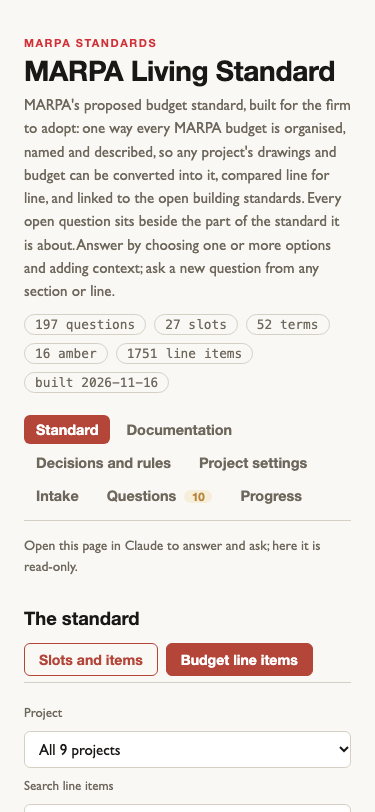 MARPA STANDARDS
MARPA Living Standard
MARPA's proposed budget standard, built for the firm
to adopt: one way every MARPA budget is organised,
named and described, so any project's drawings and
budget can be converted into it, compared line for
line, and linked to the open building standards. Every
open question sits beside the part of the standard it
is about. Answer by choosing one or more options
and adding context; ask a new question from any
section or line.
197 questions 27 slots 52 terms
16 amber 1751 line items
built 2026-11-16
Standard Documentation
Decisions and rules Project settings
Intake Questions 10 Progress
Open this page in Claude to answer and ask; here it is
read-only.
The standard
Slots and items Budget line items
Project
All 9 projects
Search line items